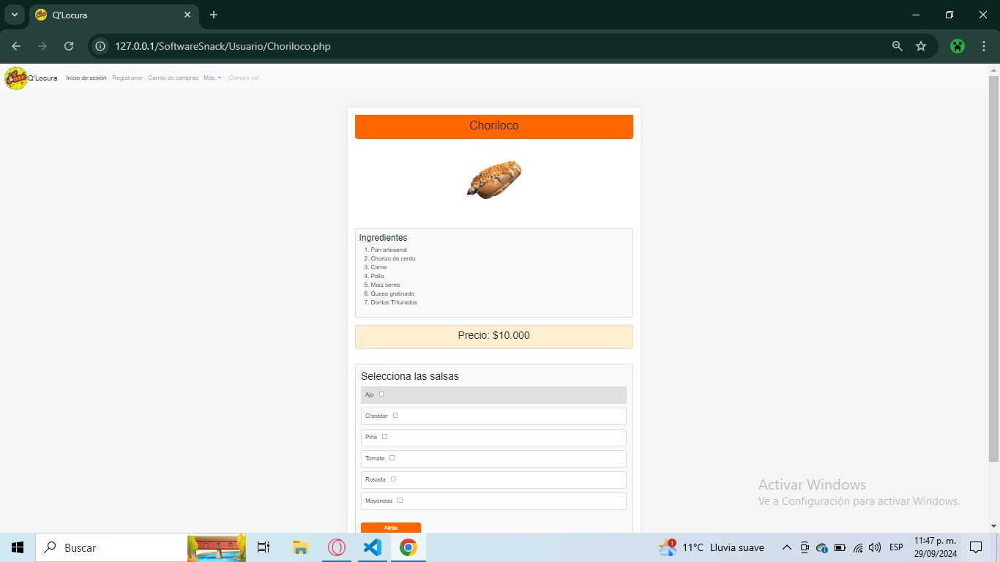 Q'Locura
127.0.0.1/SoftwareSnack/Usuario/Choriloco.php
Q'Locura Inicio de sesión Registrarse Carrito de compras Más ¡Compra ya!
Choriloco
Ingredientes
1. Pan artesanal
2. Chorizo de cerdo
3. Carne
4. Pollo
5. Maíz tierno
6. Queso gratinado
7. Doritos Triturados
Precio: $10.000
Selecciona las salsas
Ajo
Cheddar
Piña
Tomate
Rosada
Mayonesa
Atrás
Activar Windows
Ve a Configuración para activar Windows.
Buscar
1
11°C Lluvia suave
ESP
11:47 p. m.
29/09/2024